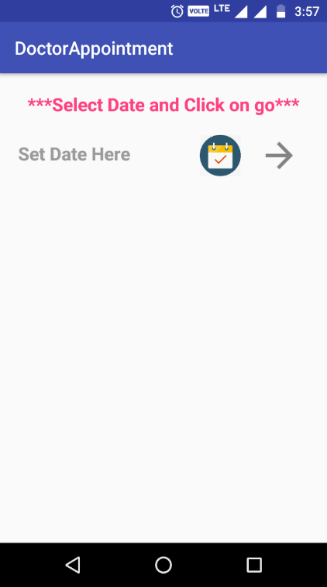 VOLTE LTE 3:57
DoctorAppointment
***Select Date and Click on go***
Set Date Here